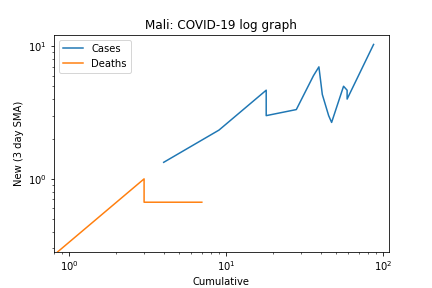 Mali: COVID-19 log graph
Cases
Deaths
New (3 day SMA)
10¹
10⁰
10⁰
10¹
10²
Cumulative